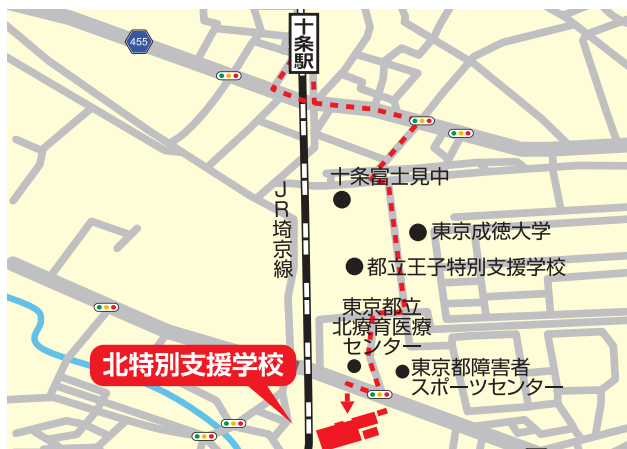 十条駅
455
十条富士見中
JR埼京線
東京成徳大学
都立王子特別支援学校
東京都立
北療育医療
センター
北特別支援学校
東京都障害者
スポーツセンター